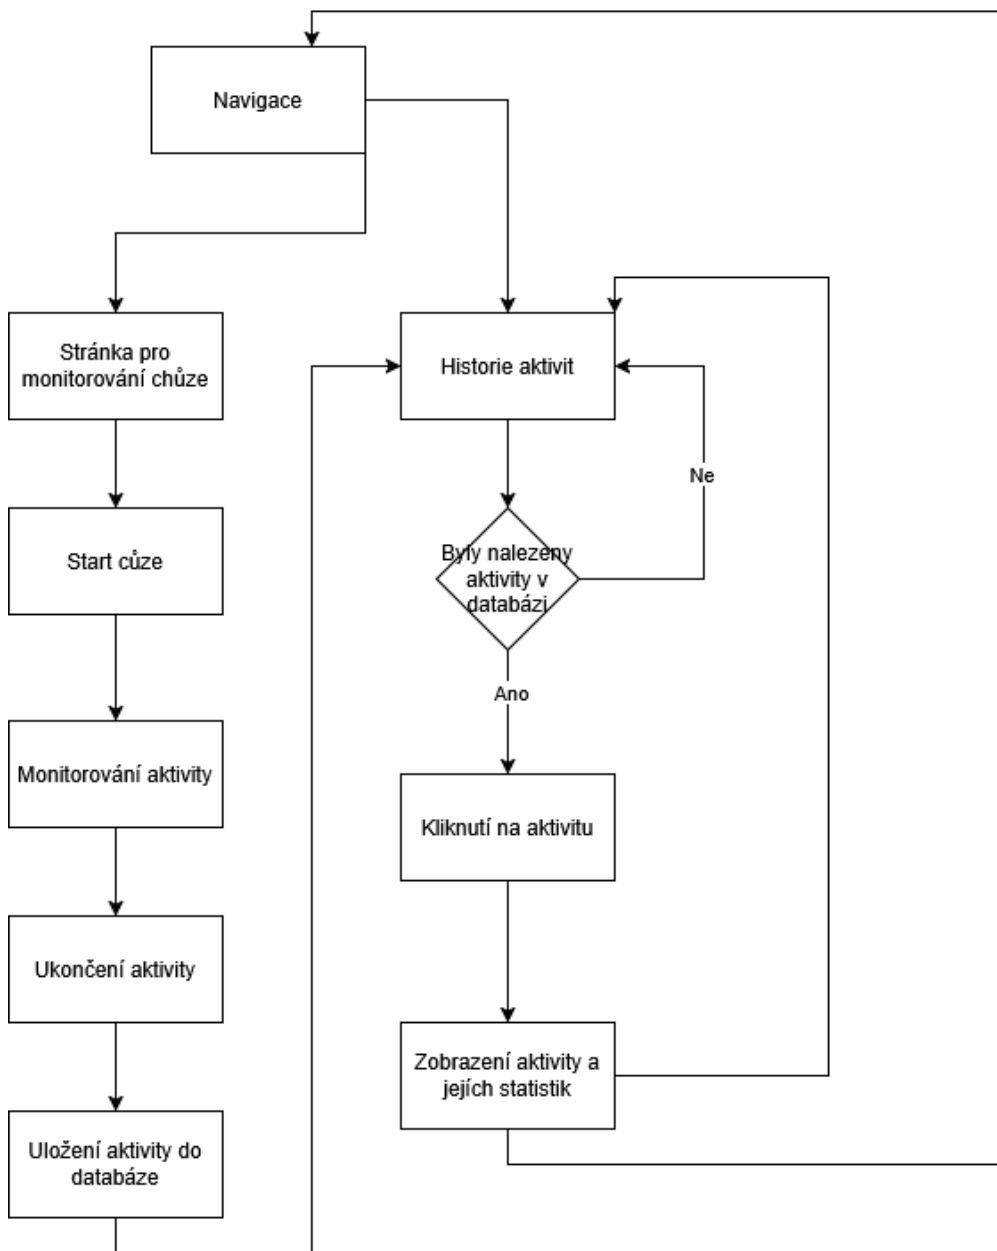 Navigace
Stránka pro
monitorování chůze
Historie aktivit
Ne
Start cůze
Byly nalezeny
aktivity v
databázi
Ano
Monitorování aktivity
Kliknutí na aktivitu
Ukončení aktivity
Zobrazení aktivity a
jejích statistik
Uložení aktivity do
databáze